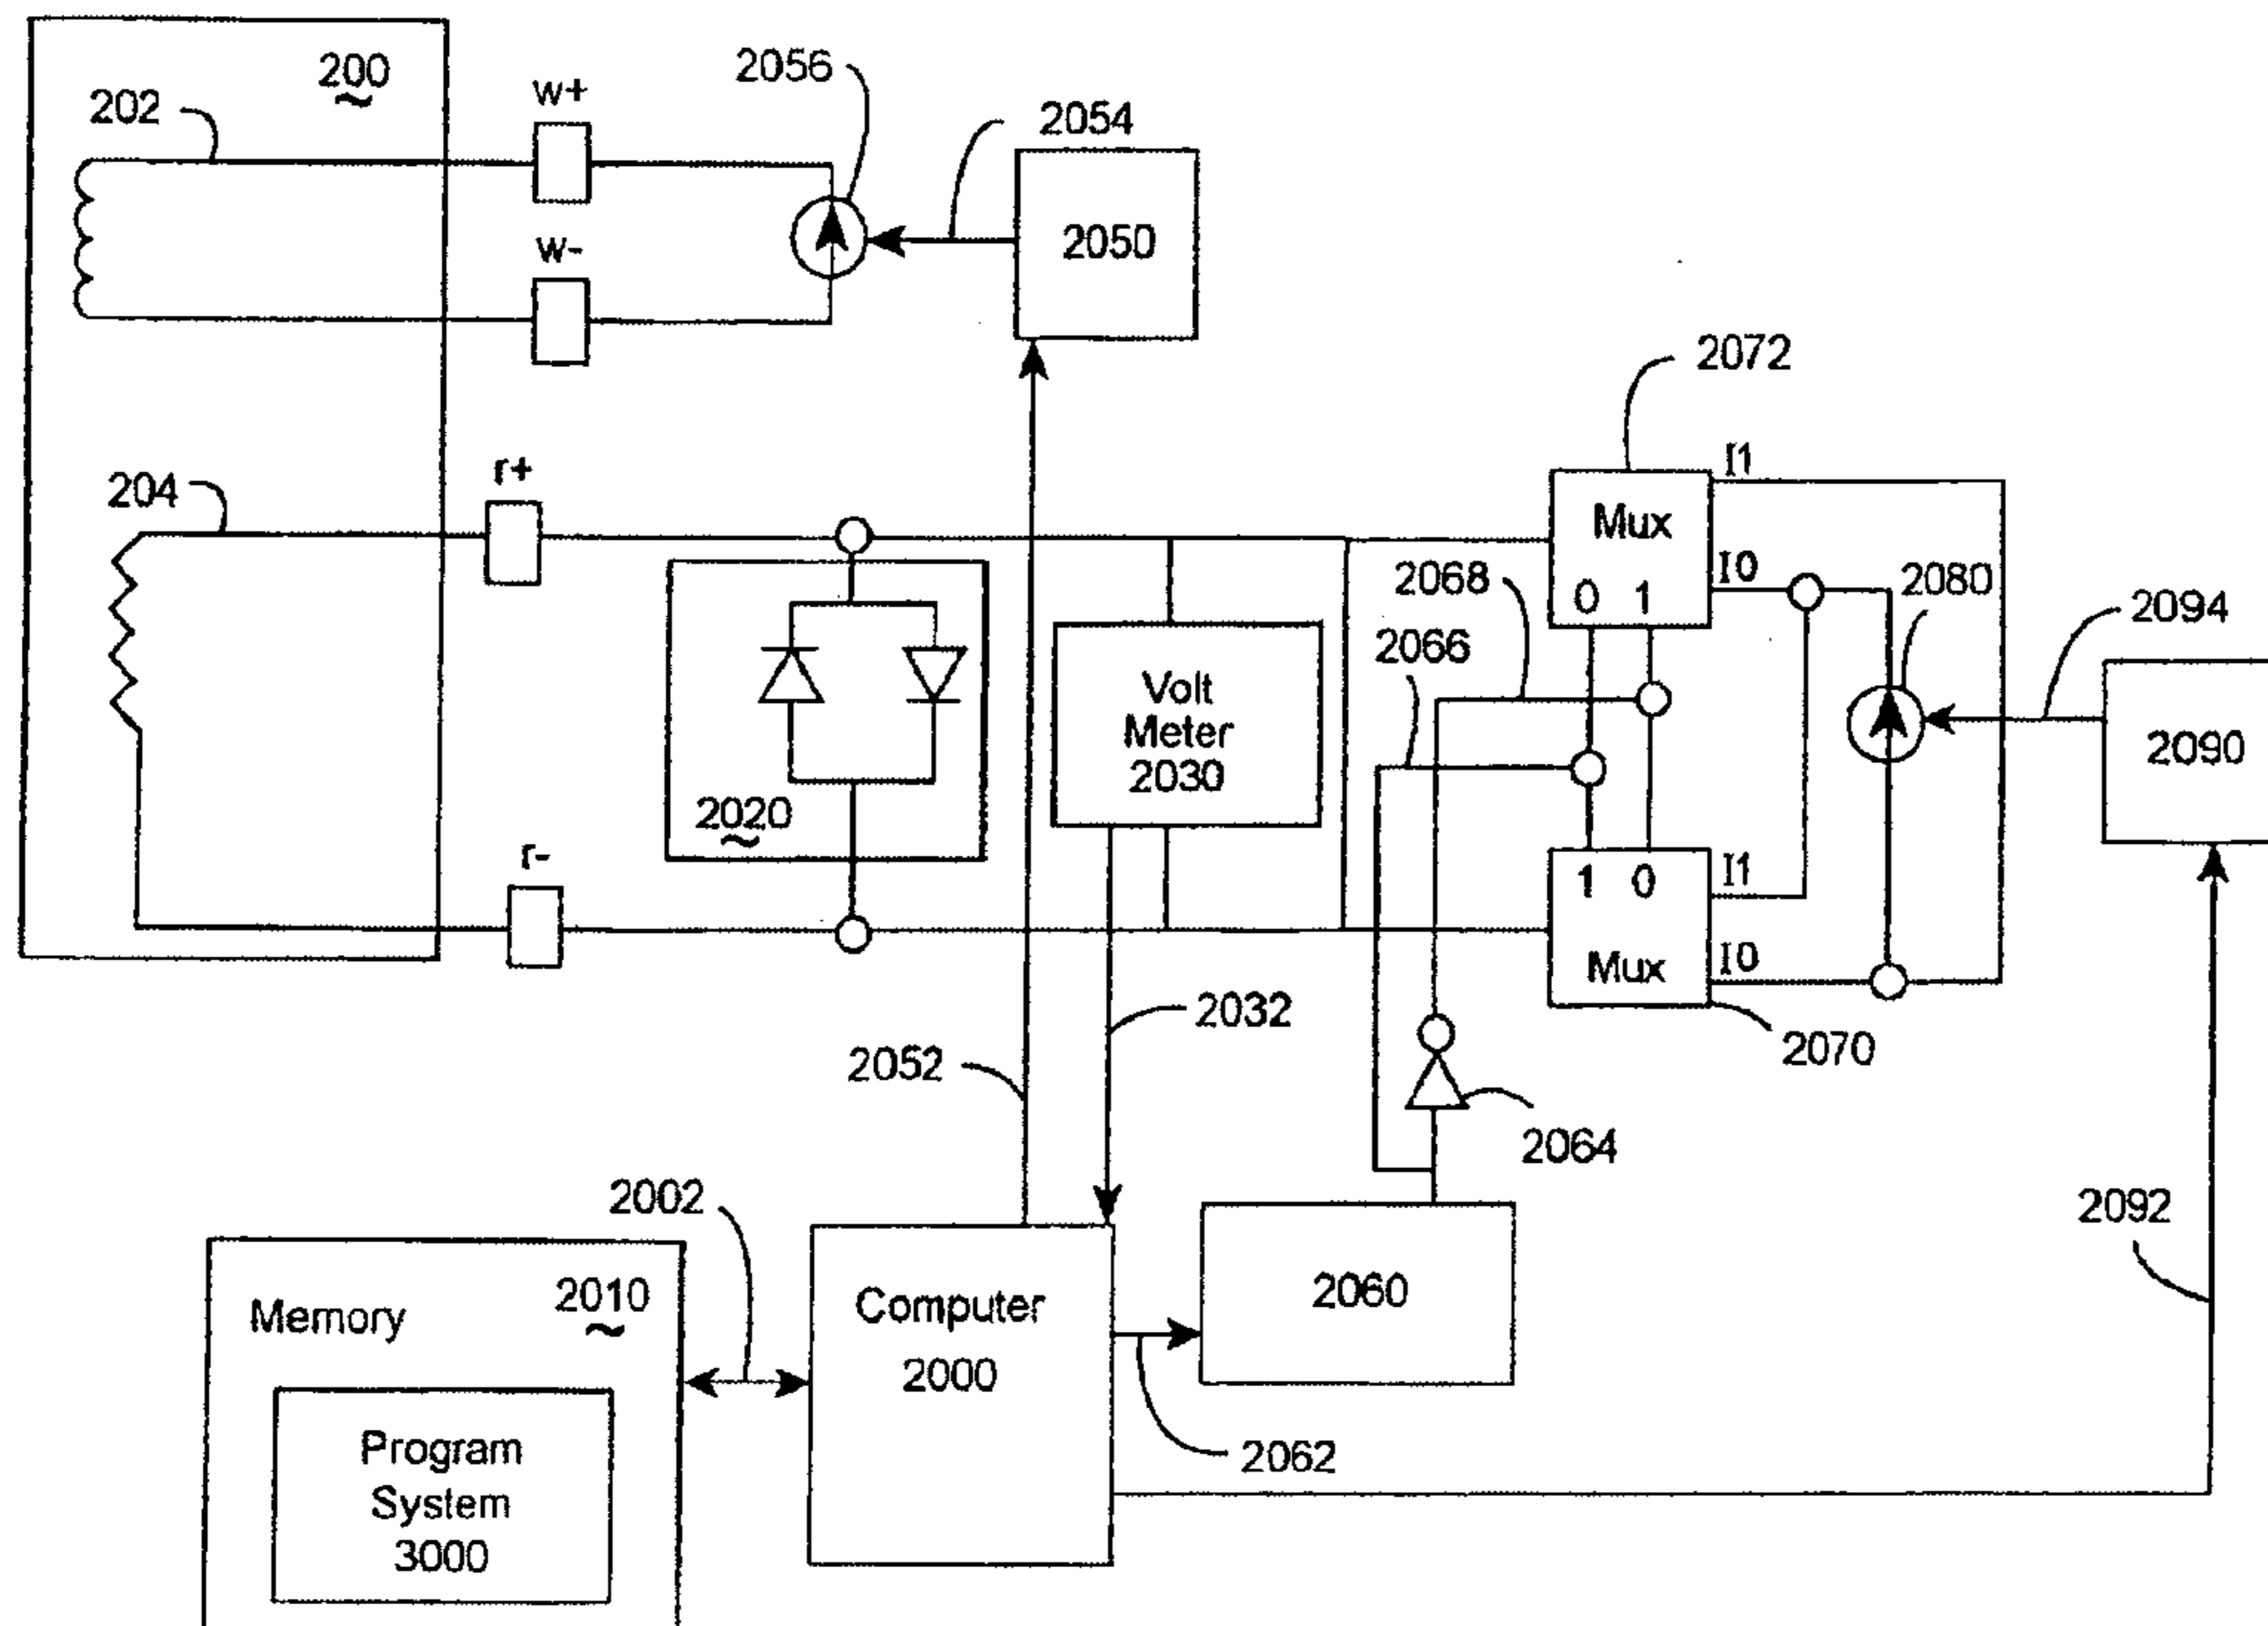 200
202
w+
2056
2054
w-
2050
2072
204
r+
I1
Mux
I0
0 1
2068
2066
2080
2094
Volt
Meter
2030
2090
2020
r-
1 0
I1
Mux
I0
2032
2070
2052
2064
2002
2092
Memory
2010
Computer
2000
2060
2062
Program
System
3000